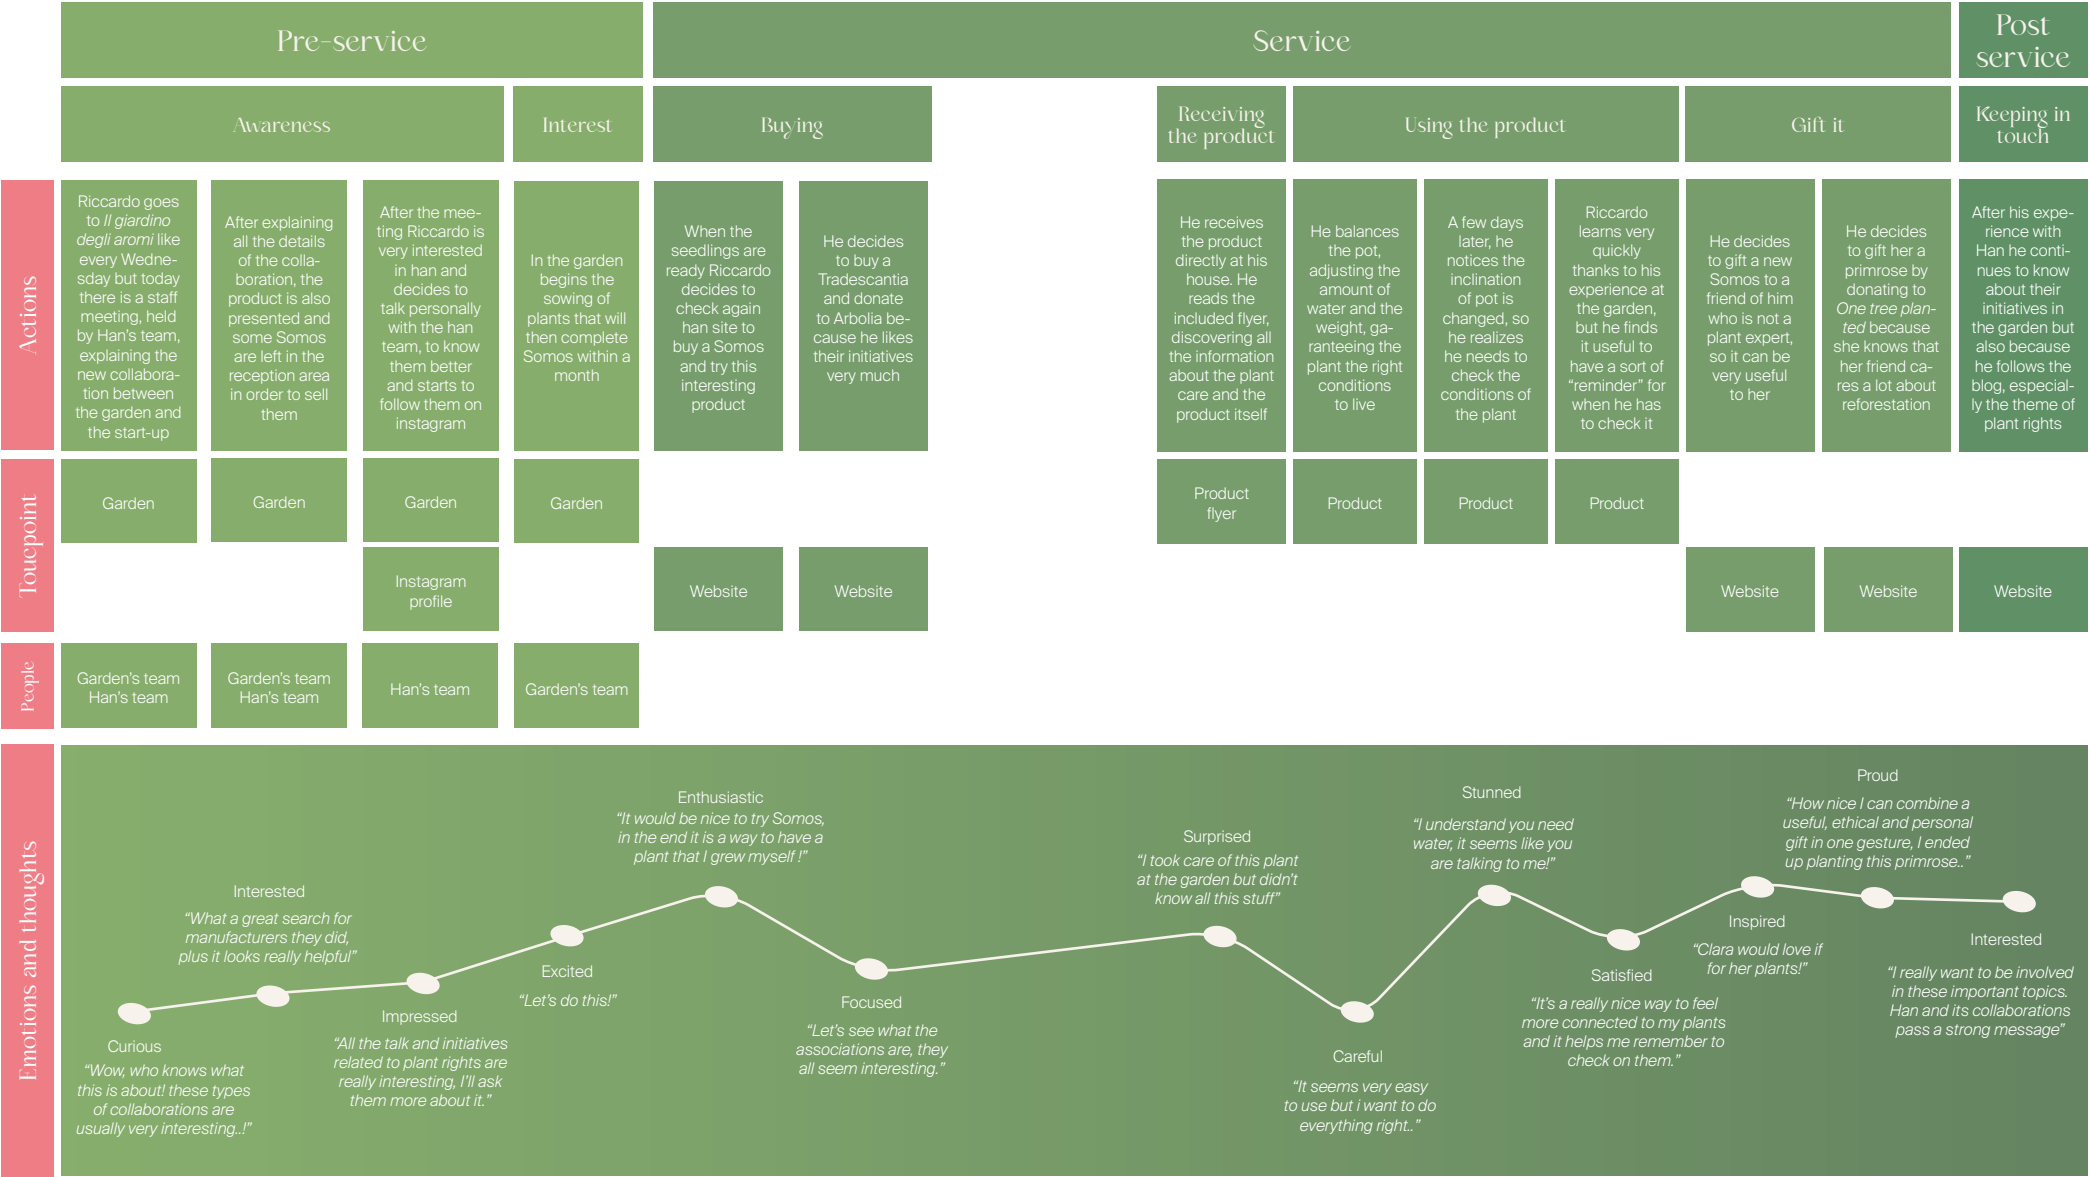 Pre-service
Service
Post
service
Awareness
Interest
Buying
Receiving
the product
Using the product
Gift it
Keeping in
touch
Actions
Riccardo goes
to Il giardino
degli aromi like
every Wedne-
sday but today
there is a staff
meeting, held
by Han's team,
explaining the
new collabora-
tion between
the garden and
the start-up
After explaining
all the details
of the colla-
boration, the
product is also
presented and
some Somos
are left in the
reception area
in order to sell
them
After the mee-
ting Riccardo is
very interested
in han and
decides to
talk personally
with the han
team, to know
them better
and starts to
follow them on
instagram
In the garden
begins the
sowing of
plants that will
then complete
Somos within a
month
When the
seedlings are
ready Riccardo
decides to
check again
han site to
buy a Somos
and try this
interesting
product
He decides
to buy a
Tradescantia
and donate
to Arbolia be-
cause he likes
their initiatives
very much
He receives
the product
directly at his
house. He
reads the
included flyer,
discovering all
the information
about the plant
care and the
product itself
He balances
the pot,
adjusting the
amount of
water and the
weight, ga-
ranteeing the
plant the right
conditions
to live
A few days
later, he
notices the
inclination
of pot is
changed, so
he realizes
he needs to
check the
conditions of
the plant
Riccardo
learns very
quickly
thanks to his
experience at
the garden,
but he finds
it useful to
have a sort of
“reminder” for
when he has
to check it
He decides
to gift a new
Somos to a
friend of him
who is not a
plant expert,
so it can be
very useful
to her
He decides
to gift her a
primrose by
donating to
One tree plan-
ted because
she knows that
her friend ca-
res a lot about
reforestation
After his expe-
rience with
Han he conti-
nues to know
about their
initiatives in
the garden but
also because
he follows the
blog, especial-
ly the theme of
plant rights
Toucpoint
Garden
Garden
Garden
Garden
Product
flyer
Product
Product
Product
Instagram
profile
Website
Website
Website
Website
Website
People
Garden's team
Han's team
Garden's team
Han's team
Han's team
Garden's team
Emotions and thoughts
Curious
“Wow, who knows what
this is about! these types
of collaborations are
usually very interesting..!”
Interested
“What a great search for
manufacturers they did,
plus it looks really helpful”
Impressed
“All the talk and initiatives
related to plant rights are
really interesting, I'll ask
them more about it.”
Excited
“Let's do this!”
Enthusiastic
“It would be nice to try Somos,
in the end it is a way to have a
plant that I grew myself !”
Focused
“Let's see what the
associations are, they
all seem interesting.”
Surprised
“I took care of this plant
at the garden but didn't
know all this stuff”
Careful
“It seems very easy
to use but i want to do
everything right..”
Stunned
“I understand you need
water, it seems like you
are talking to me!”
Satisfied
“It's a really nice way to feel
more connected to my plants
and it helps me remember to
check on them.”
Inspired
“Clara would love if
for her plants!”
Proud
“How nice I can combine a
useful, ethical and personal
gift in one gesture, I ended
up planting this primrose..”
Interested
“I really want to be involved
in these important topics.
Han and its collaborations
pass a strong message”